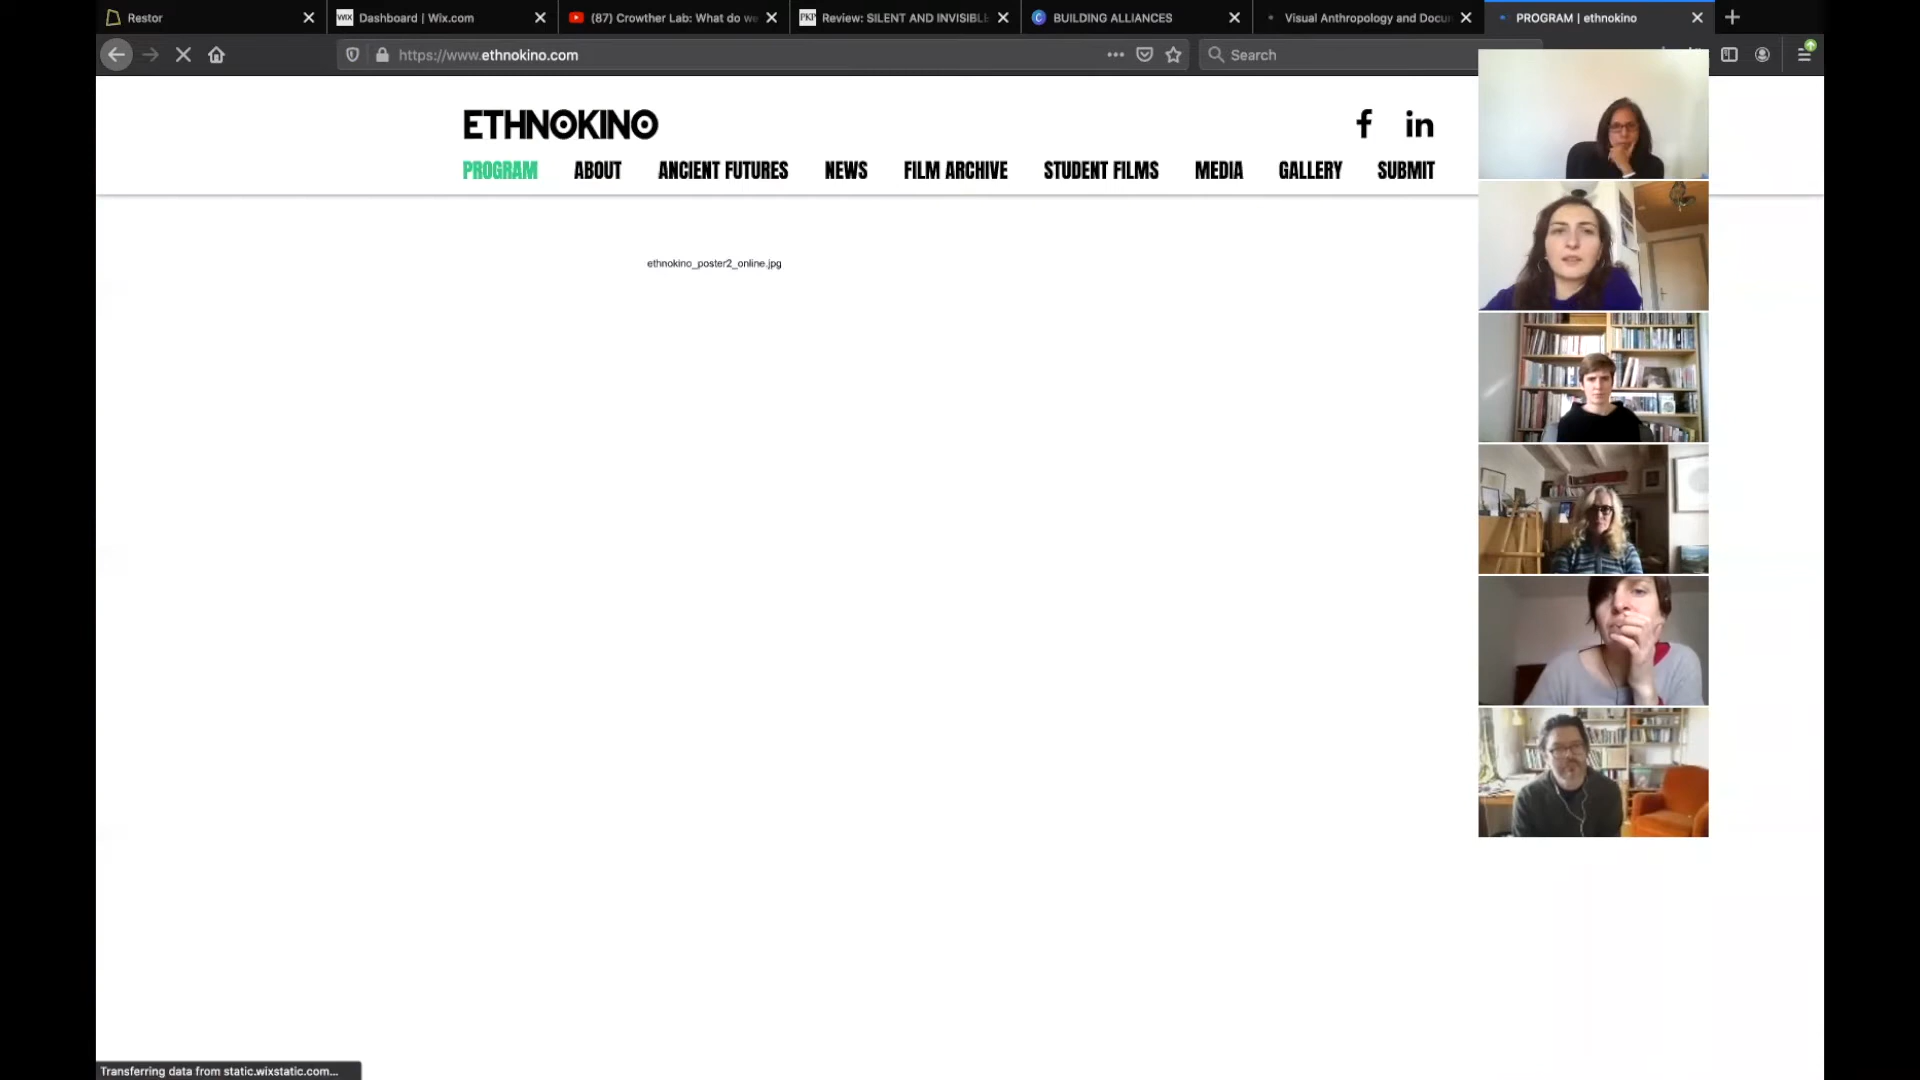 Restor
Dashboard | Wix.com
(87) Crowther Lab: What do we
Review: SILENT AND INVISIBLE
BUILDING ALLIANCES
Visual Anthropology and Docu
PROGRAM | ethnokino
https://www.ethnokino.com
Search
ETHNOKINO
PROGRAM ABOUT ANCIENT FUTURES NEWS FILM ARCHIVE STUDENT FILMS MEDIA GALLERY SUBMIT
ethnokino_poster2_online.jpg
Transferring data from static.wixstatic.com...